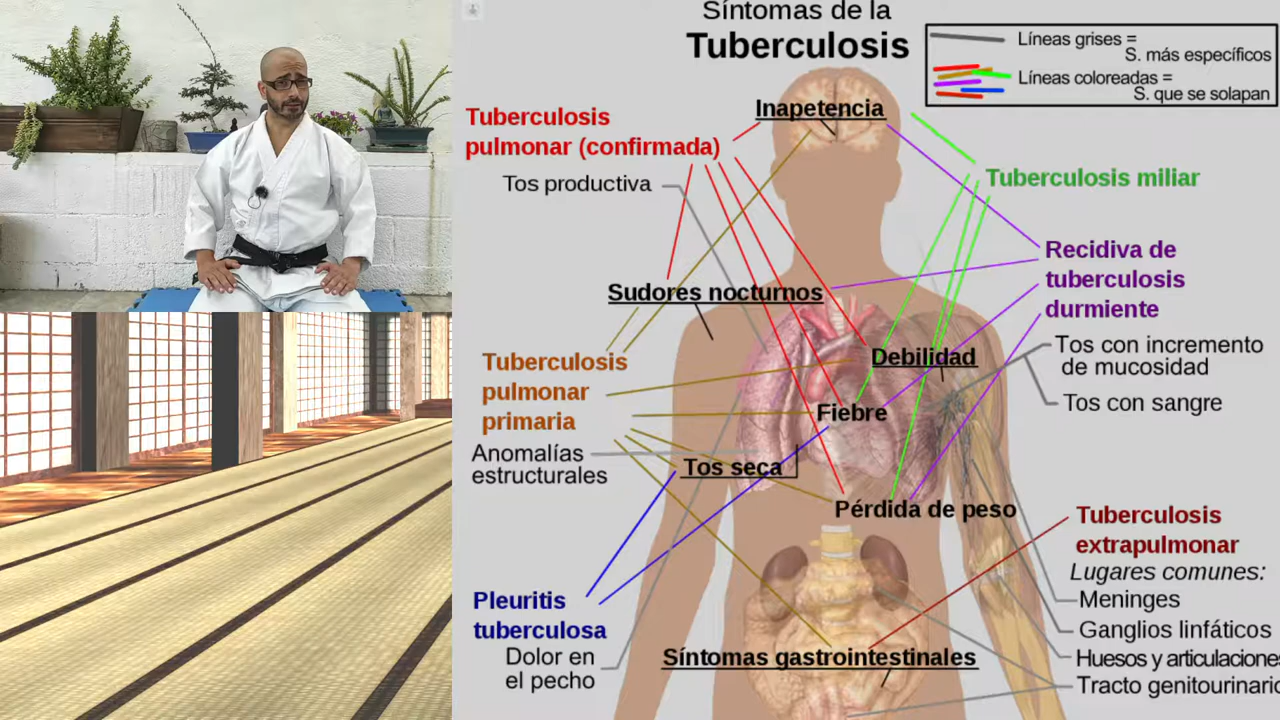 Síntomas de la
Tuberculosis
Líneas grises =
S. más específicos
Líneas coloreadas =
S. que se solapan
Inapetencia
Tuberculosis
pulmonar (confirmada)
Tos productiva
Tuberculosis miliar
Recidiva de
tuberculosis
durmiente
Sudores nocturnos
Tos con incremento
de mucosidad
Tos con sangre
Debilidad
Tuberculosis
pulmonar
primaria
Fiebre
Anomalías
estructurales
Tos seca
Pérdida de peso
Tuberculosis
extrapulmonar
Lugares comunes:
Meninges
Ganglios linfáticos
Huesos y articulaciones
Tracto genitourinario
Pleuritis
tuberculosa
Dolor en
el pecho
Síntomas gastrointestinales